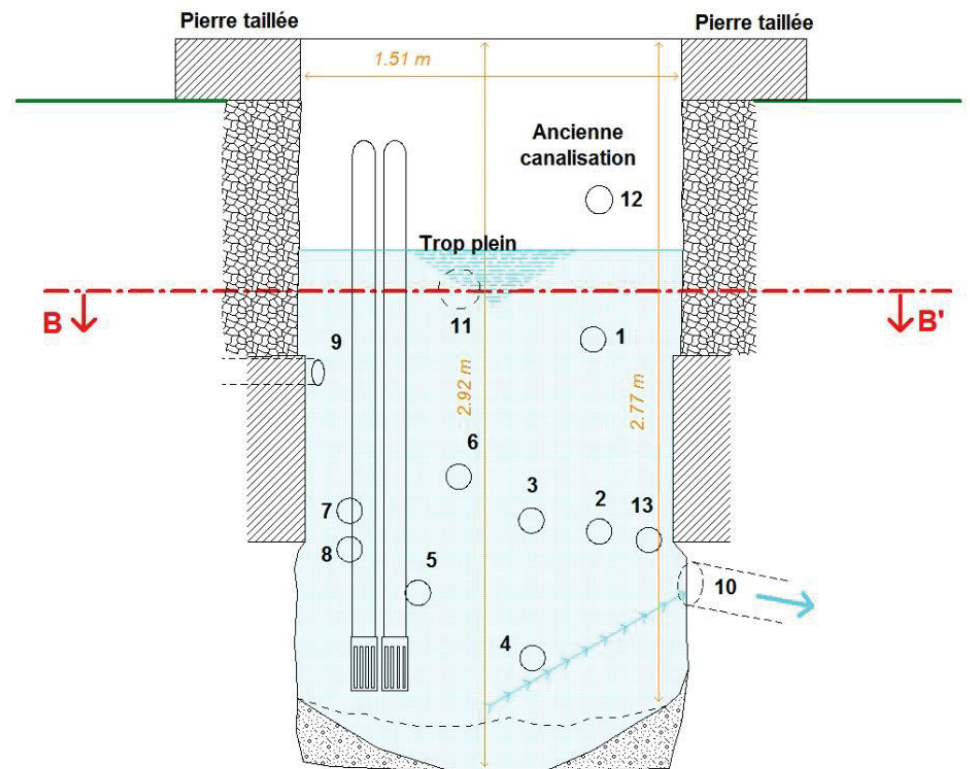 Pierre taillée
Pierre taillée
1.51 m
Ancienne
canalisation
12
Trop plein
B
B'
11
1
9
2.92 m
2.77 m
6
3
2
13
7
8
5
10
4